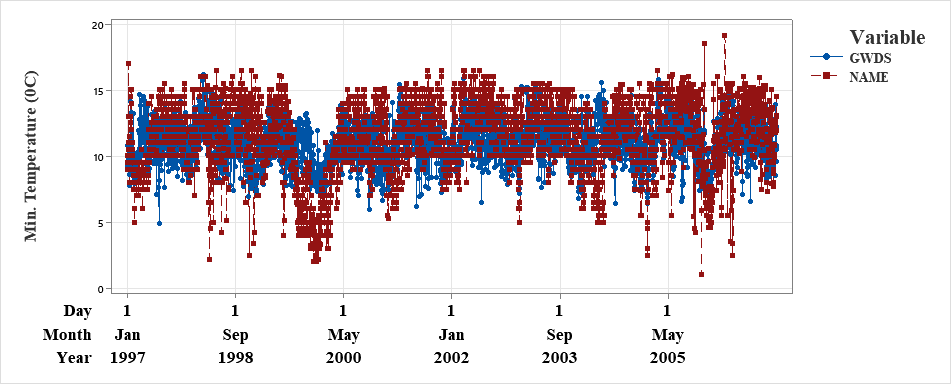 Min. Temperature (0C)
20
15
10
5
0
Day 1 1 1 1 1 1
Month Jan Sep May Jan Sep May
Year 1997 1998 2000 2002 2003 2005
Variable
GWDS
NAME